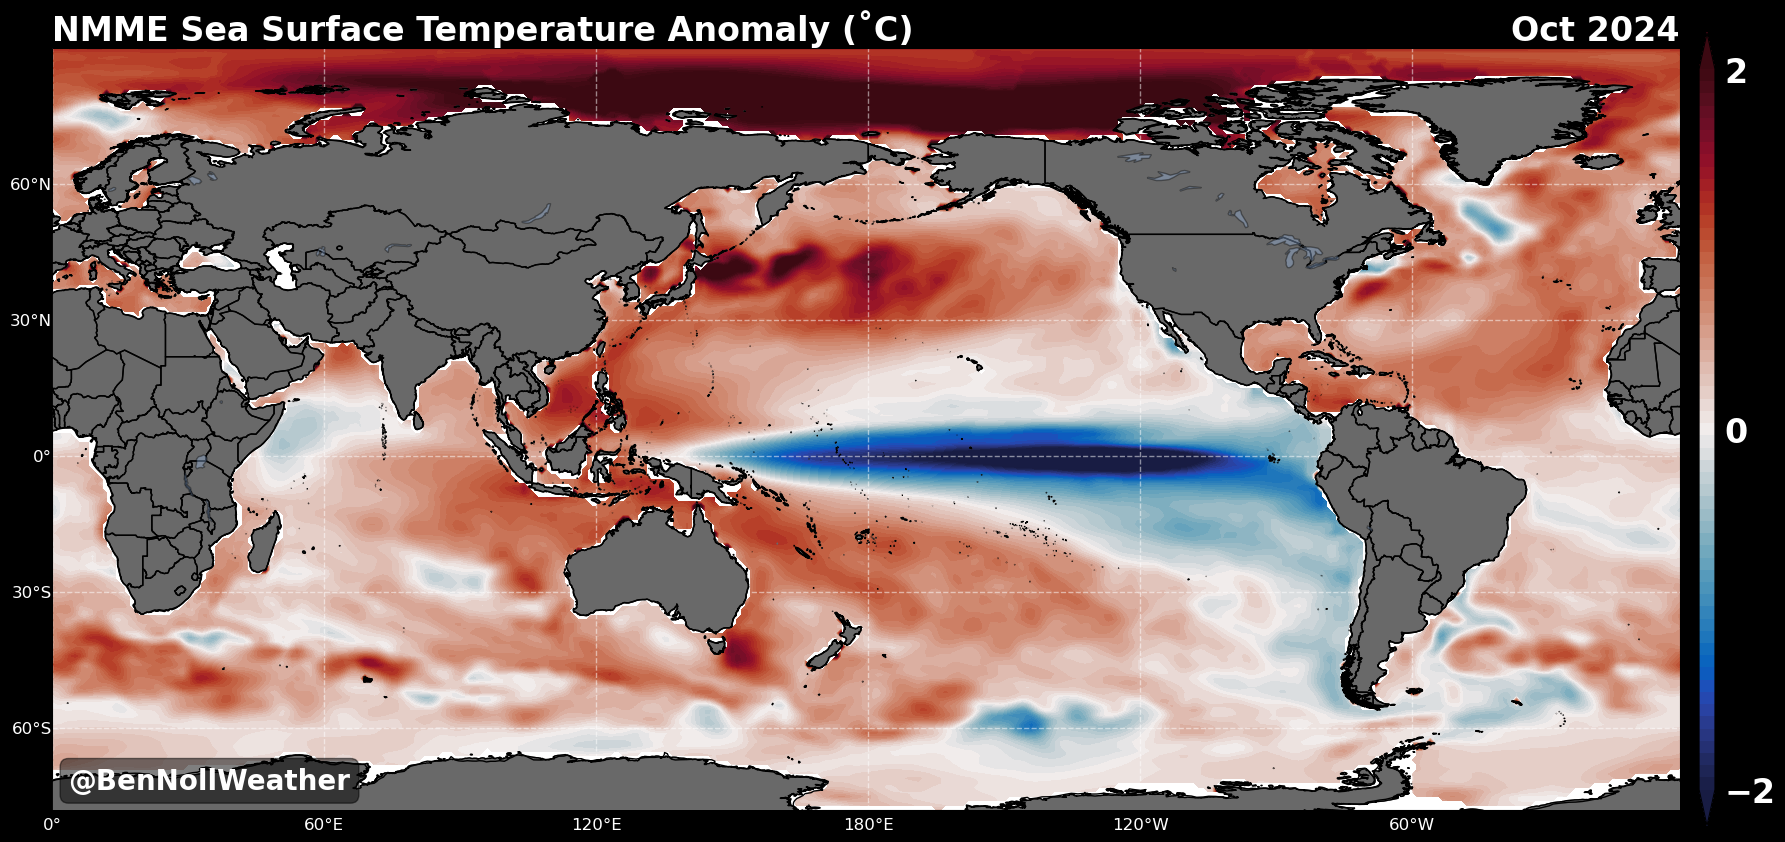 NMME Sea Surface Temperature Anomaly (˚C)
Oct 2024
2
0
−2
60°N
30°N
0°
30°S
60°S
@BenNollWeather
0°
60°E
120°E
180°E
120°W
60°W